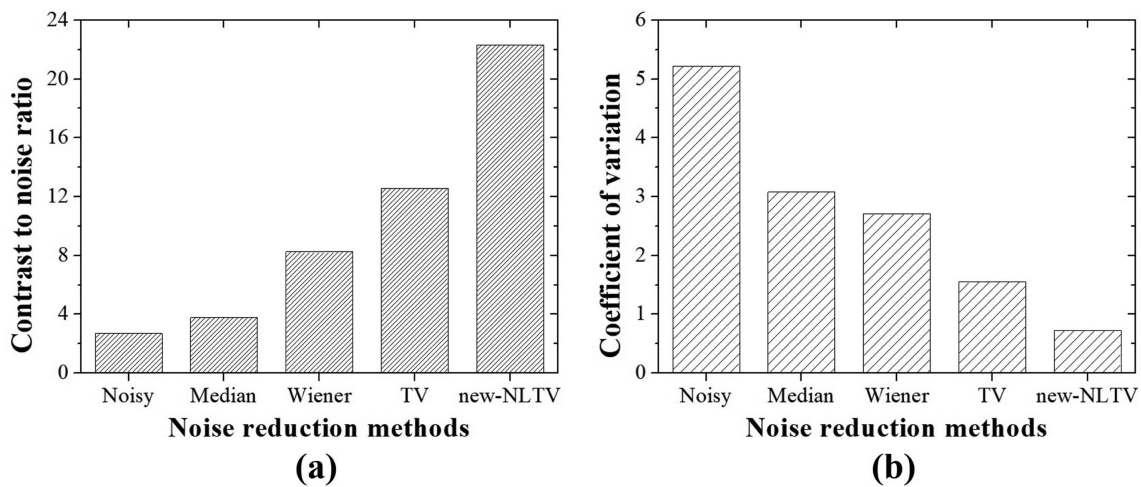 Contrast to noise ratio
24
20
16
12
8
4
0
Noisy Median Wiener TV new-NLTV
Noise reduction methods
(a)
Coefficient of variation
6
5
4
3
2
1
0
Noisy Median Wiener TV new-NLTV
Noise reduction methods
(b)